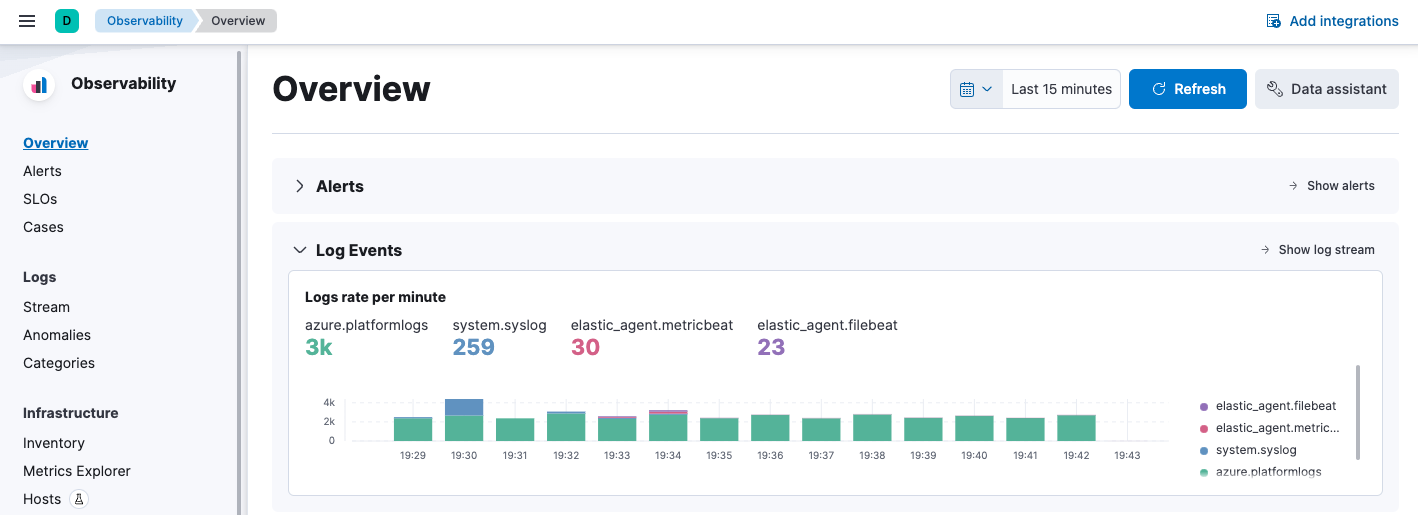 D Observability Overview Add integrations
Observability
Overview
Alerts
SLOs
Cases
Logs
Stream
Anomalies
Categories
Infrastructure
Inventory
Metrics Explorer
Hosts
Overview
Last 15 minutes Refresh Data assistant
Alerts Show alerts
Log Events Show log stream
Logs rate per minute
azure.platformlogs system.syslog elastic_agent.metricbeat elastic_agent.filebeat
3k 259 30 23
4k
2k
0
19:29 19:30 19:31 19:32 19:33 19:34 19:35 19:36 19:37 19:38 19:39 19:40 19:41 19:42 19:43
elastic_agent.filebeat
elastic_agent.metric...
system.syslog
azure.platformlogs